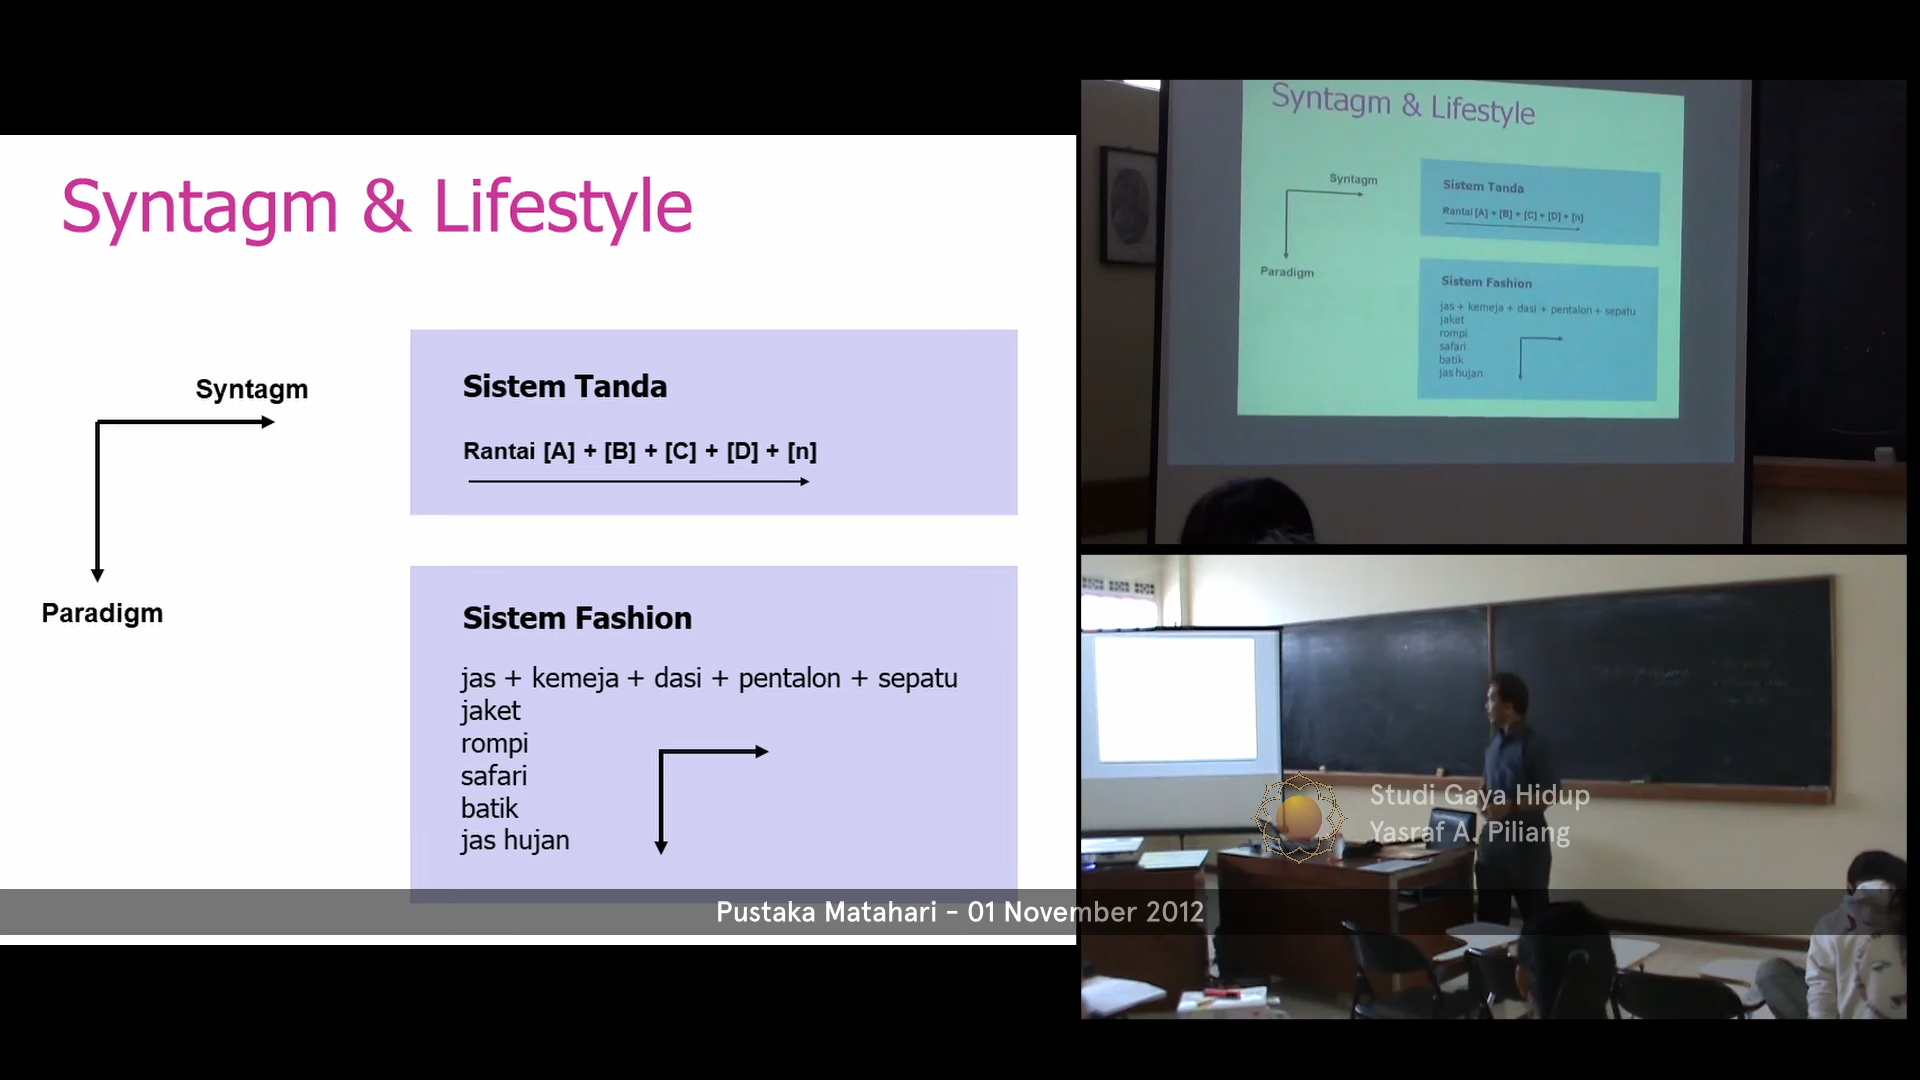 Syntagm & Lifestyle
Syntagm
Paradigm
Sistem Tanda
Rantai [A] + [B] + [C] + [D] + [n]
Sistem Fashion
jas + kemeja + dasi + pentalon + sepatu
jaket
rompi
safari
batik
jas hujan
Syntagm & Lifestyle
Syntagm
Paradigm
Sistem Tanda
Rantai [A] + [B] + [C] + [D] + [n]
Sistem Fashion
jas + kemeja + dasi + pentalon + sepatu
jaket
rompi
safari
batik
jas hujan
Studi Gaya Hidup
Yasraf A. Piliang
Pustaka Matahari - 01 November 2012